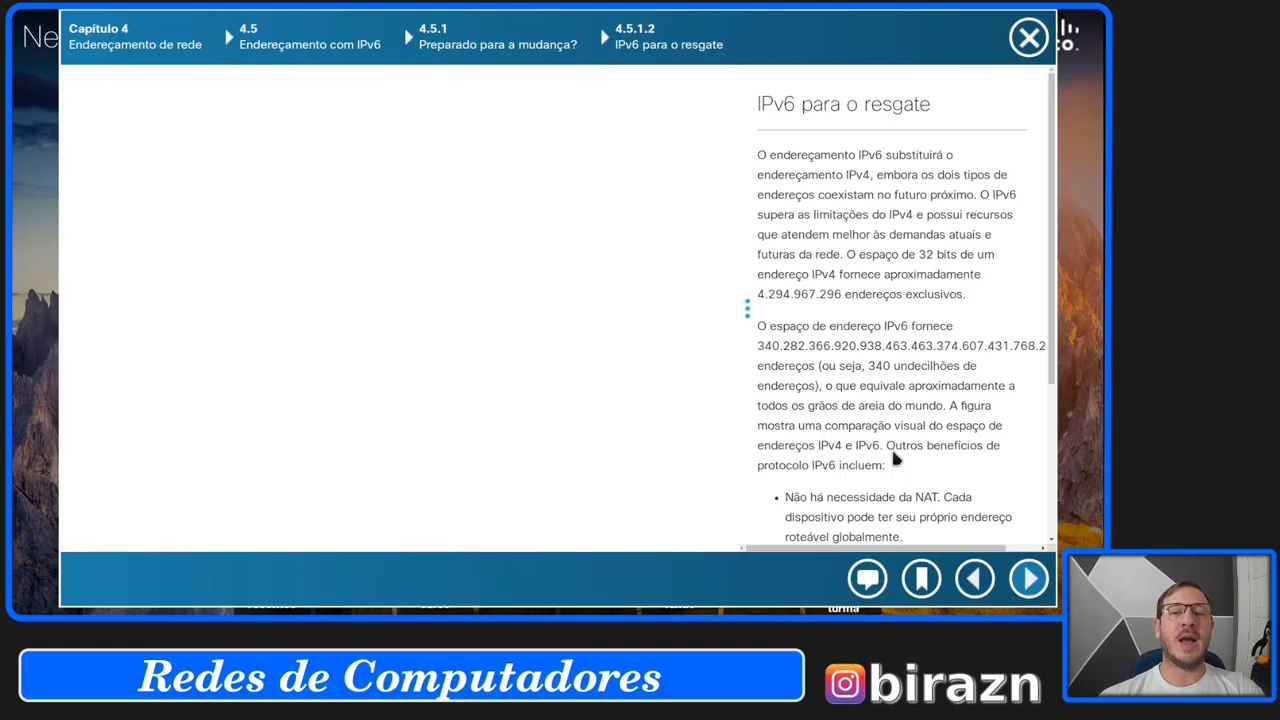 Ne
Capítulo 4
Endereçamento de rede
4.5
Endereçamento com IPv6
4.5.1
Preparado para a mudança?
4.5.1.2
IPv6 para o resgate
IPv6 para o resgate
O endereçamento IPv6 substituirá o
endereçamento IPv4, embora os dois tipos de
endereços coexistam no futuro próximo. O IPv6
supera as limitações do IPv4 e possui recursos
que atendem melhor às demandas atuais e
futuras da rede. O espaço de 32 bits de um
endereço IPv4 fornece aproximadamente
4.294.967.296 endereços exclusivos.
O espaço de endereço IPv6 fornece
340.282.366.920.938.463.463.374.607.431.768.2
endereços (ou seja, 340 undecilhões de
endereços), o que equivale aproximadamente a
todos os grãos de areia do mundo. A figura
mostra uma comparação visual do espaço de
endereços IPv4 e IPv6. Outros benefícios de
protocolo IPv6 incluem:
• Não há necessidade da NAT. Cada
dispositivo pode ter seu próprio endereço
roteável globalmente.
turma
Redes de Computadores
birazn